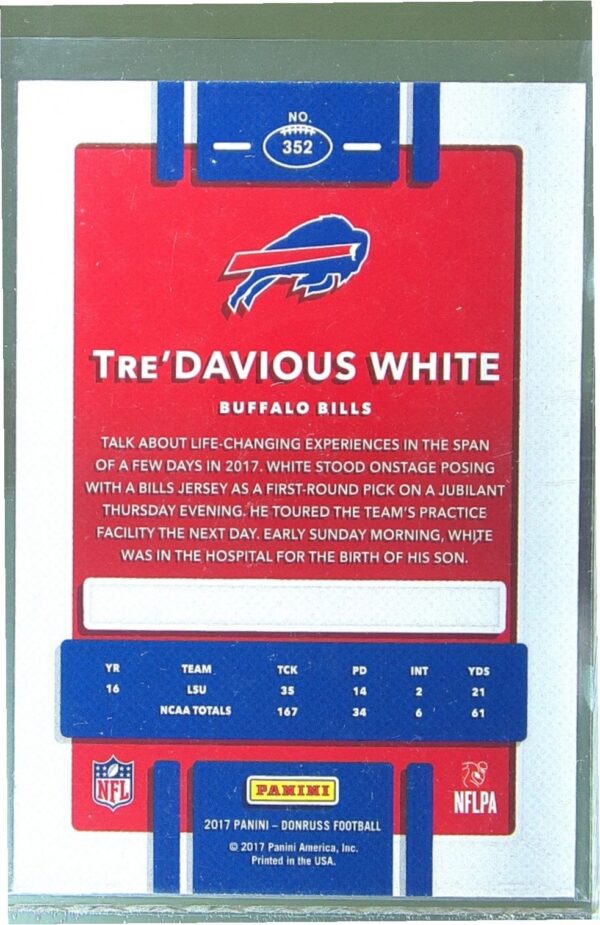 NO.
352
TRE'DAVIOUS WHITE
BUFFALO BILLS
TALK ABOUT LIFE-CHANGING EXPERIENCES IN THE SPAN
OF A FEW DAYS IN 2017. WHITE STOOD ONSTAGE POSING
WITH A BILLS JERSEY AS A FIRST-ROUND PICK ON A JUBILANT
THURSDAY EVENING. HE TOURED THE TEAM'S PRACTICE
FACILITY THE NEXT DAY. EARLY SUNDAY MORNING, WHITE
WAS IN THE HOSPITAL FOR THE BIRTH OF HIS SON.
YR TEAM TCK PD INT YDS
16 LSU 35 14 2 21
NCAA TOTALS 167 34 6 61
NFL
PANINI
NFLPA
2017 PANINI – DONRUSS FOOTBALL
© 2017 Panini America, Inc.
Printed in the USA.